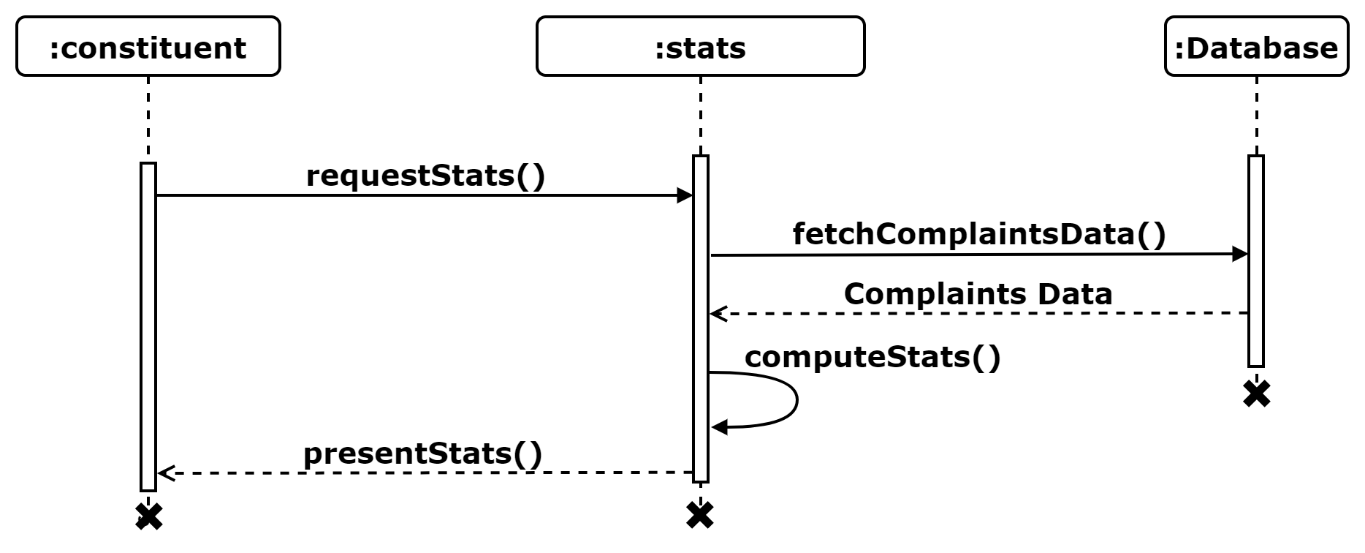 :constituent
:stats
:Database
requestStats()
fetchComplaintsData()
Complaints Data
computeStats()
presentStats()